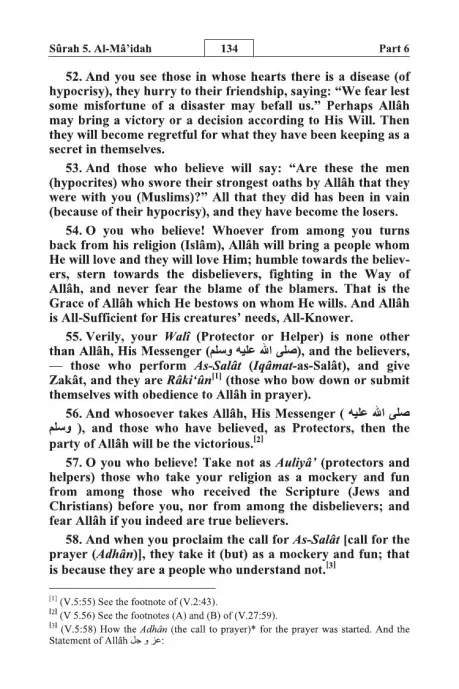 Sûrah 5. Al-Mâ’idah 134 Part 6
52. And you see those in whose hearts there is a disease (of
hypocrisy), they hurry to their friendship, saying: “We fear lest
some misfortune of a disaster may befall us.” Perhaps Allâh
may bring a victory or a decision according to His Will. Then
they will become regretful for what they have been keeping as a
secret in themselves.
53. And those who believe will say: “Are these the men
(hypocrites) who swore their strongest oaths by Allâh that they
were with you (Muslims)?” All that they did has been in vain
(because of their hypocrisy), and they have become the losers.
54. O you who believe! Whoever from among you turns
back from his religion (Islâm), Allâh will bring a people whom
He will love and they will love Him; humble towards the believ-
ers, stern towards the disbelievers, fighting in the Way of
Allâh, and never fear the blame of the blamers. That is the
Grace of Allâh which He bestows on whom He wills. And Allâh
is All-Sufficient for His creatures’ needs, All-Knower.
55. Verily, your Walî (Protector or Helper) is none other
than Allâh, His Messenger (صلى الله عليه وسلم), and the believers,
— those who perform As-Salât (Iqâmat-as-Salât), and give
Zakât, and they are Râki‘ûn[1] (those who bow down or submit
themselves with obedience to Allâh in prayer).
56. And whosoever takes Allâh, His Messenger ( صلى الله عليه
وسلم ), and those who have believed, as Protectors, then the
party of Allâh will be the victorious.[2]
57. O you who believe! Take not as Auliyâ’ (protectors and
helpers) those who take your religion as a mockery and fun
from among those who received the Scripture (Jews and
Christians) before you, nor from among the disbelievers; and
fear Allâh if you indeed are true believers.
58. And when you proclaim the call for As-Salât [call for the
prayer (Adhân)], they take it (but) as a mockery and fun; that
is because they are a people who understand not.[3]
[1] (V.5:55) See the footnote of (V.2:43).
[2] (V 5.56) See the footnotes (A) and (B) of (V.27:59).
[3] (V.5:58) How the Adhân (the call to prayer)* for the prayer was started. And the
Statement of Allâh عز و جل: